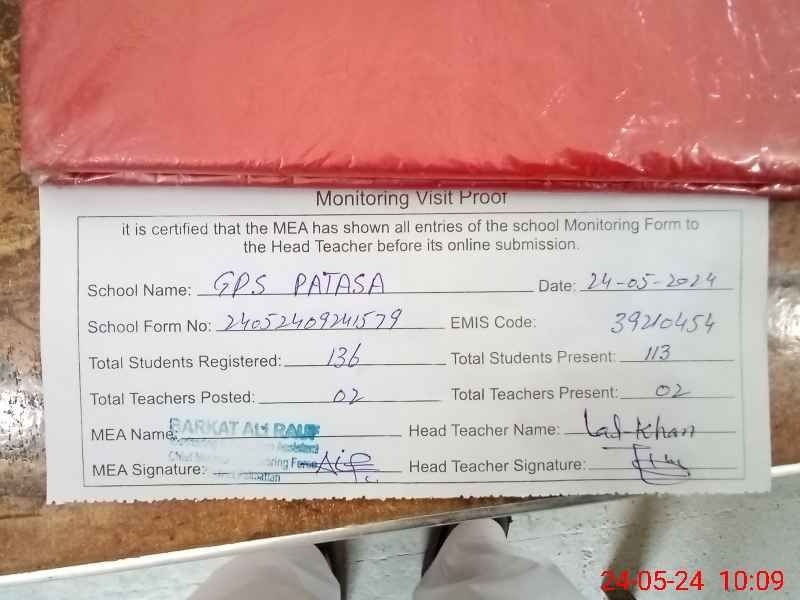 Monitoring Visit Proof
it is certified that the MEA has shown all entries of the school Monitoring Form to
the Head Teacher before its online submission.
School Name: GPS PATASA Date: 24-05-2024
School Form No: 24052409241579 EMIS Code: 39210454
Total Students Registered: 136 Total Students Present: 113
Total Teachers Posted: 02 Total Teachers Present: 02
MEA Name: BARKAT ALI RAUF Head Teacher Name: Lal Khan
MEA Signature: Head Teacher Signature:
24-05-24 10:09